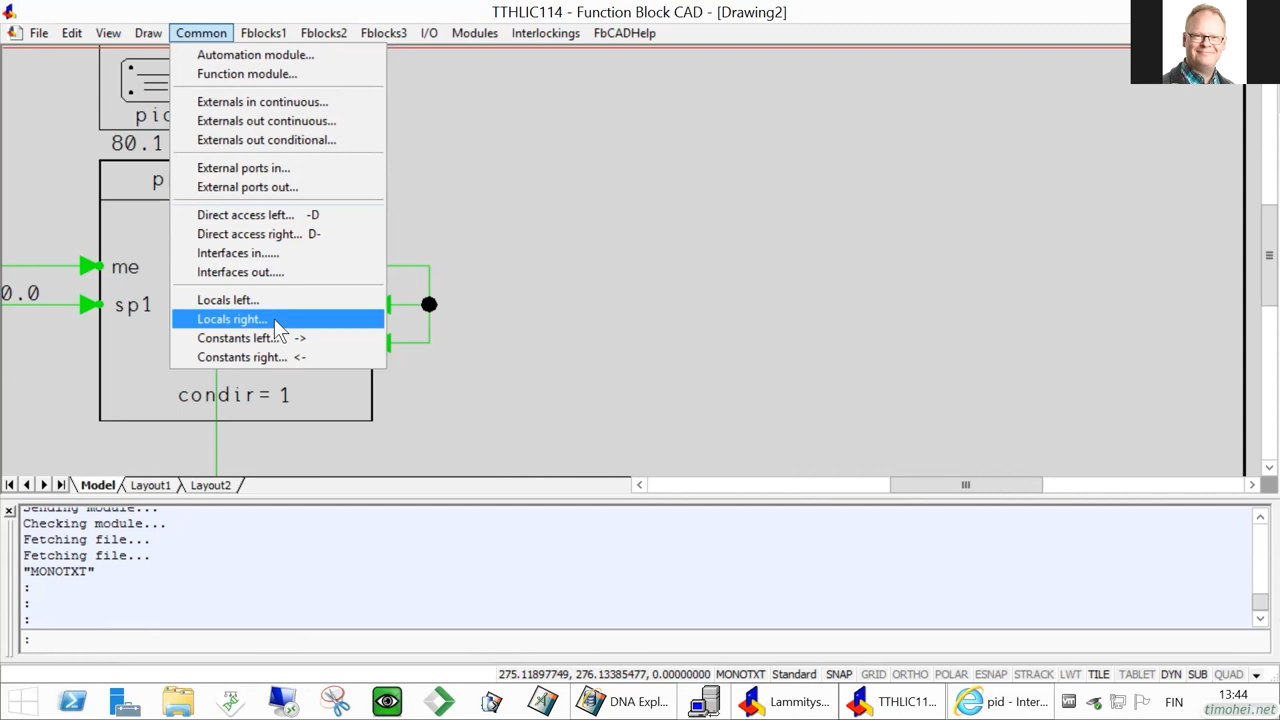 TTHLIC114 - Function Block CAD - [Drawing2]
File Edit View Draw Common Fblocks1 Fblocks2 Fblocks3 I/O Modules Interlockings FbCADHelp
Automation module...
Function module...
Externals in continuous...
Externals out continuous...
Externals out conditional...
External ports in...
External ports out...
Direct access left... -D
Direct access right... D-
Interfaces in......
Interfaces out.....
Locals left...
Locals right...
Constants left... ->
Constants right... <-
pic
80.1
p
me
0.0
sp1
condir= 1
Model Layout1 Layout2
Sending module...
Checking module...
Fetching file...
Fetching file...
"MONOTXT"
:
:
:
:
275.11897749, 276.13385477, 0.00000000 MONOTXT Standard SNAP GRID ORTHO POLAR ESNAP STRACK LWT TILE TABLET DYN SUB QUAD
DNA Expl... Lammitys... TTHLIC11... pid - Inter... FIN 13:44
timohei.net